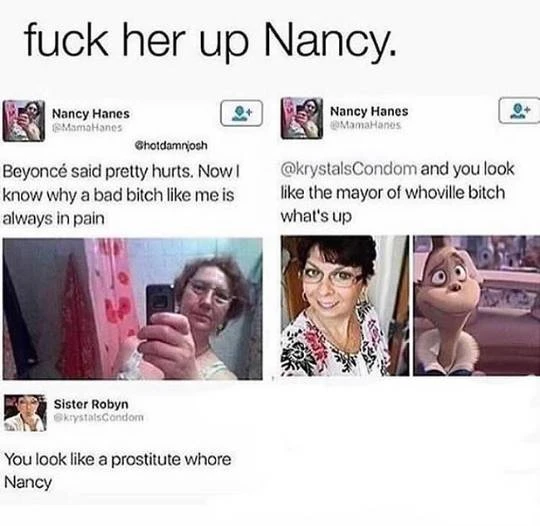 fuck her up Nancy.
Nancy Hanes
@MamaHanes
@hotdamnjosh
Beyoncé said pretty hurts. Now I
know why a bad bitch like me is
always in pain
Sister Robyn
@krystalsCondom
You look like a prostitute whore
Nancy
Nancy Hanes
@MamaHanes
@krystalsCondom and you look
like the mayor of whoville bitch
what's up